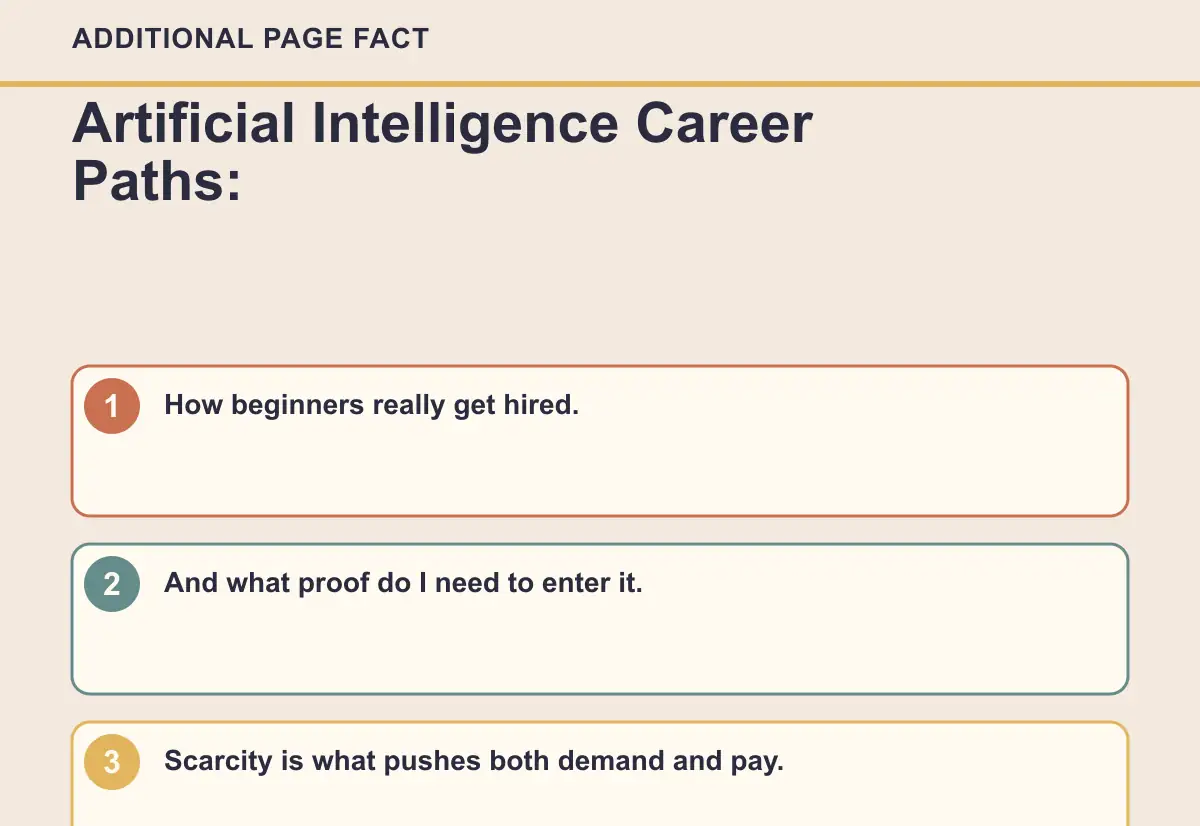 ADDITIONAL PAGE FACT
Artificial Intelligence Career
Paths:
1
How beginners really get hired.
2
And what proof do I need to enter it.
3
Scarcity is what pushes both demand and pay.